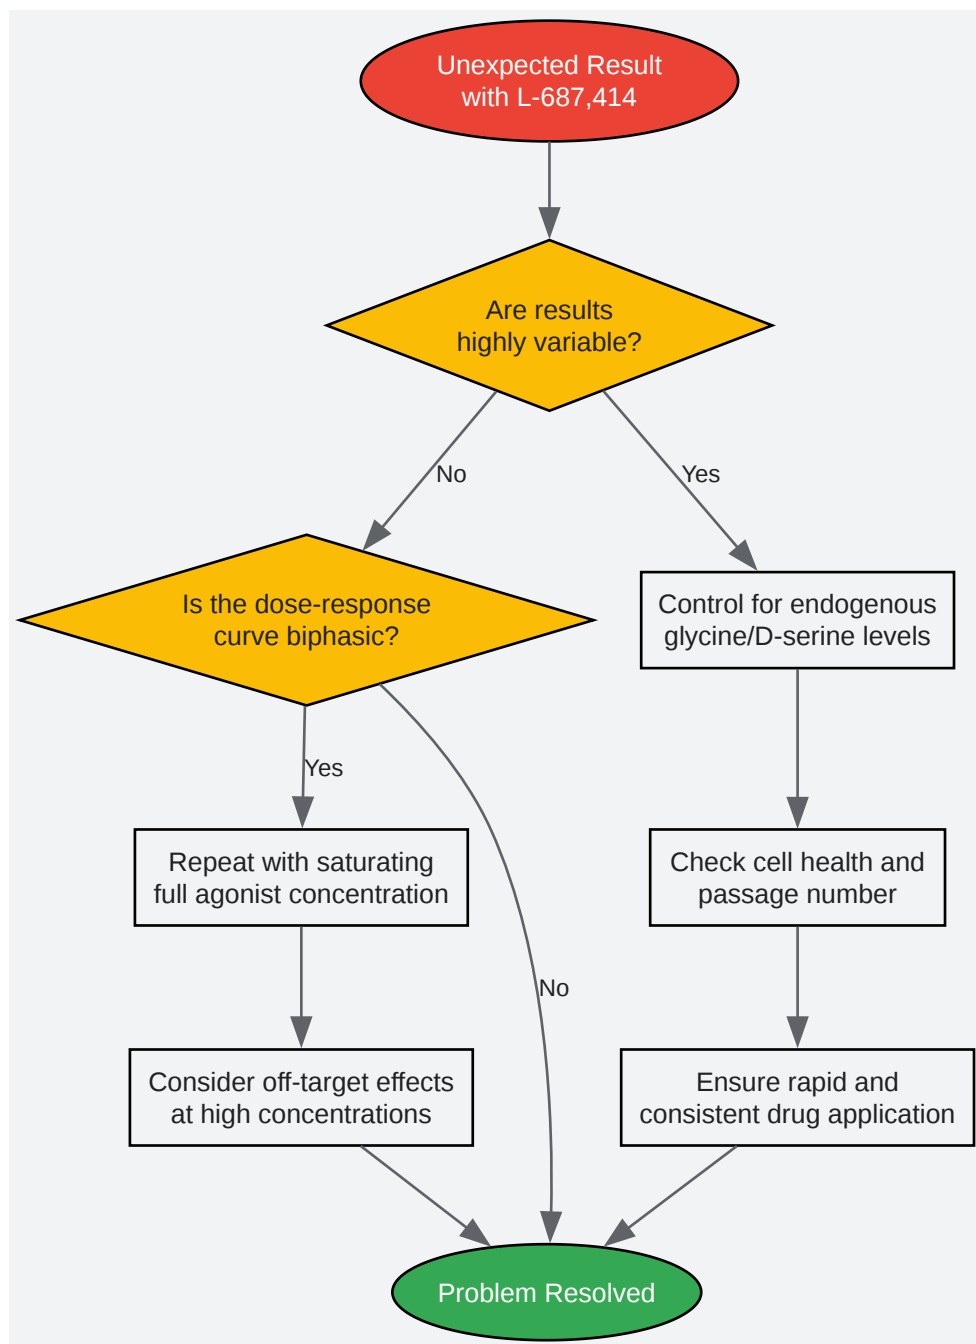 Unexpected Result
with L-687,414
Are results
highly variable?
No
Yes
Is the dose-response
curve biphasic?
Control for endogenous
glycine/D-serine levels
Yes
Repeat with saturating
full agonist concentration
Check cell health and
passage number
No
Consider off-target effects
at high concentrations
Ensure rapid and
consistent drug application
Problem Resolved